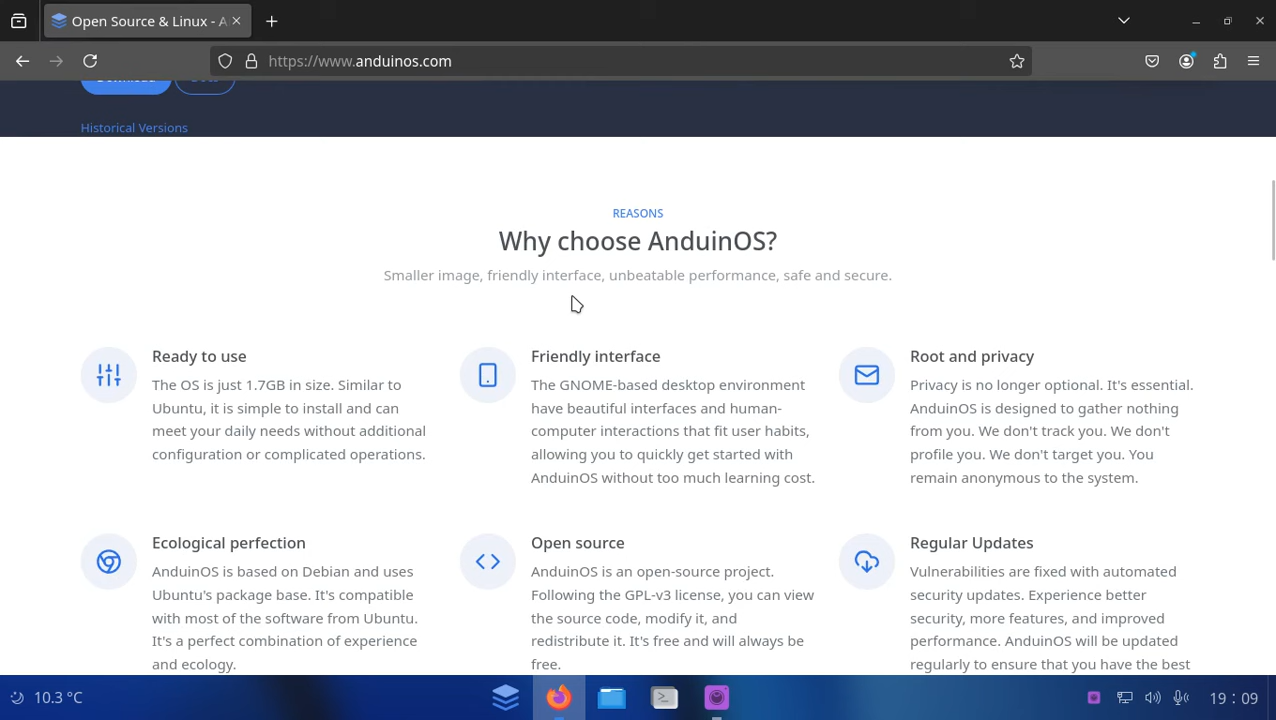 Open Source & Linux - A
https://www.anduinos.com
Download
Docs
Historical Versions
REASONS
Why choose AnduinOS?
Smaller image, friendly interface, unbeatable performance, safe and secure.
Ready to use
The OS is just 1.7GB in size. Similar to
Ubuntu, it is simple to install and can
meet your daily needs without additional
configuration or complicated operations.
Friendly interface
The GNOME-based desktop environment
have beautiful interfaces and human-
computer interactions that fit user habits,
allowing you to quickly get started with
AnduinOS without too much learning cost.
Root and privacy
Privacy is no longer optional. It's essential.
AnduinOS is designed to gather nothing
from you. We don't track you. We don't
profile you. We don't target you. You
remain anonymous to the system.
Ecological perfection
AnduinOS is based on Debian and uses
Ubuntu's package base. It's compatible
with most of the software from Ubuntu.
It's a perfect combination of experience
and ecology.
Open source
AnduinOS is an open-source project.
Following the GPL-v3 license, you can view
the source code, modify it, and
redistribute it. It's free and will always be
free.
Regular Updates
Vulnerabilities are fixed with automated
security updates. Experience better
security, more features, and improved
performance. AnduinOS will be updated
regularly to ensure that you have the best
10.3 °C
19 : 09